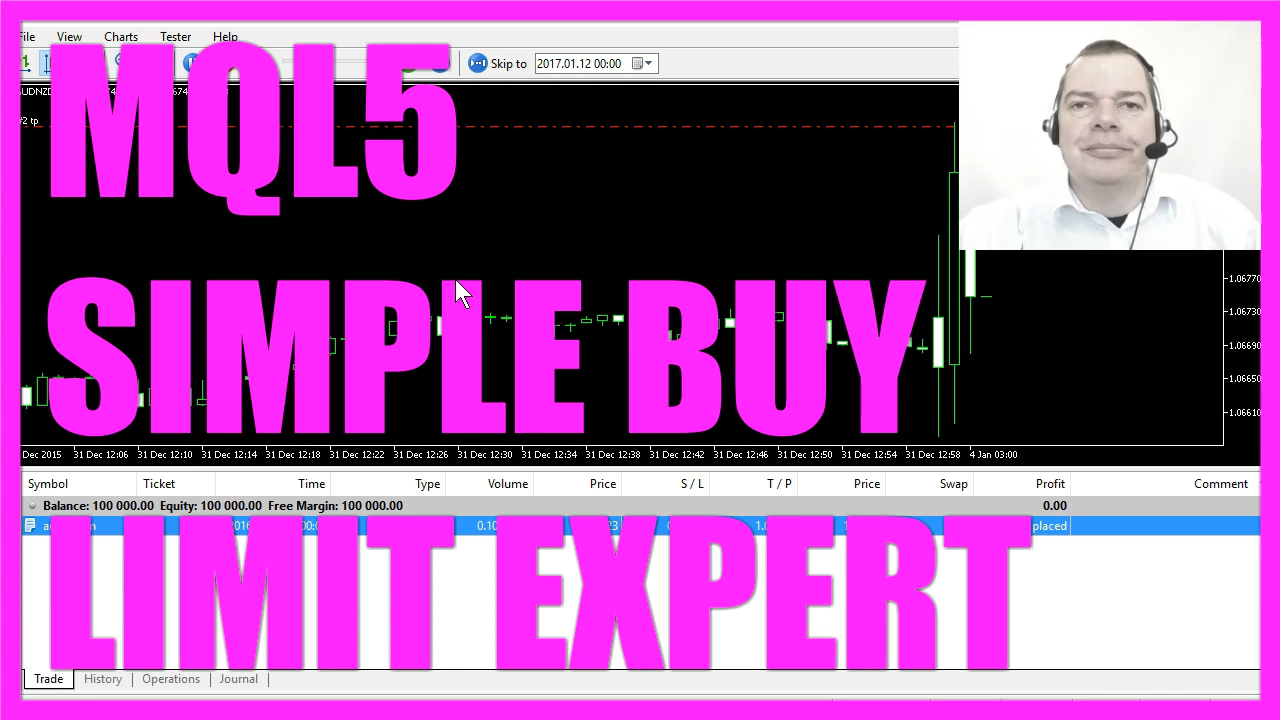 File View Charts Tester Help
Skip to 2017.01.12 00:00
MQL5
#2 tp
SIMPLE BUY
1.06770
1.06730
1.06690
1.06650
1.06610
Dec 2015 31 Dec 12:06 31 Dec 12:10 31 Dec 12:14 31 Dec 12:22 31 Dec 12:26 31 Dec 12:30 31 Dec 12:34 31 Dec 12:38 31 Dec 12:42 31 Dec 12:46 31 Dec 12:50 31 Dec 12:54 31 Dec 12:58 4 Jan 03:00
Symbol Ticket Time Type Volume Price S / L T / P Price Swap Profit Comment
Balance: 100 000.00 Equity: 100 000.00 Free Margin: 100 000.00 0.00
0.10 placed
LIMIT EXPERT
Trade History Operations Journal